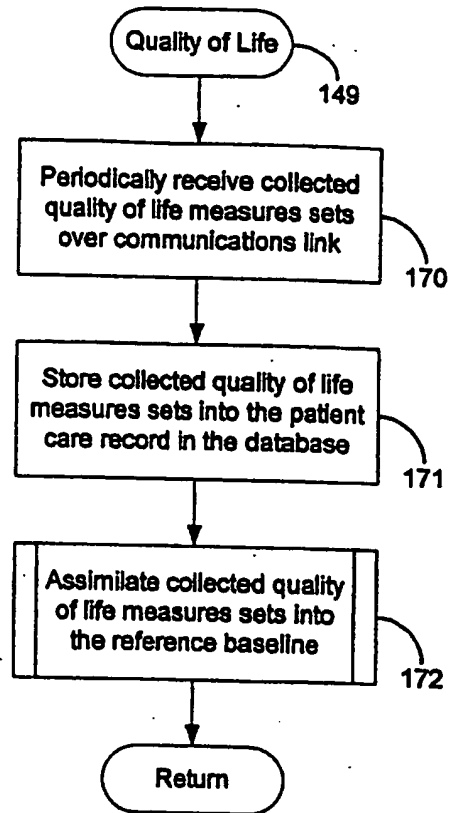 Quality of Life
149
Periodically receive collected
quality of life measures sets
over communications link
170
Store collected quality of life
measures sets into the patient
care record in the database
171
Assimilate collected quality
of life measures sets into
the reference baseline
172
Return